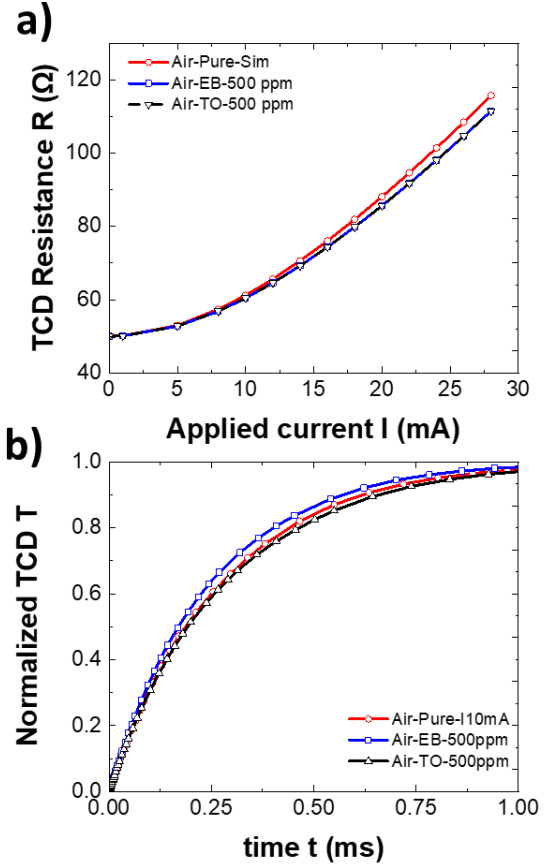 a)
Air-Pure-Sim
Air-EB-500 ppm
Air-TO-500 ppm
TCD Resistance R (Ω)
120
100
80
60
40
0 5 10 15 20 25 30
Applied current I (mA)
b)
Normalized TCD T
1.0
0.8
0.6
0.4
0.2
0.0
Air-Pure-I10mA
Air-EB-500ppm
Air-TO-500ppm
0.00 0.25 0.50 0.75 1.00
time t (ms)